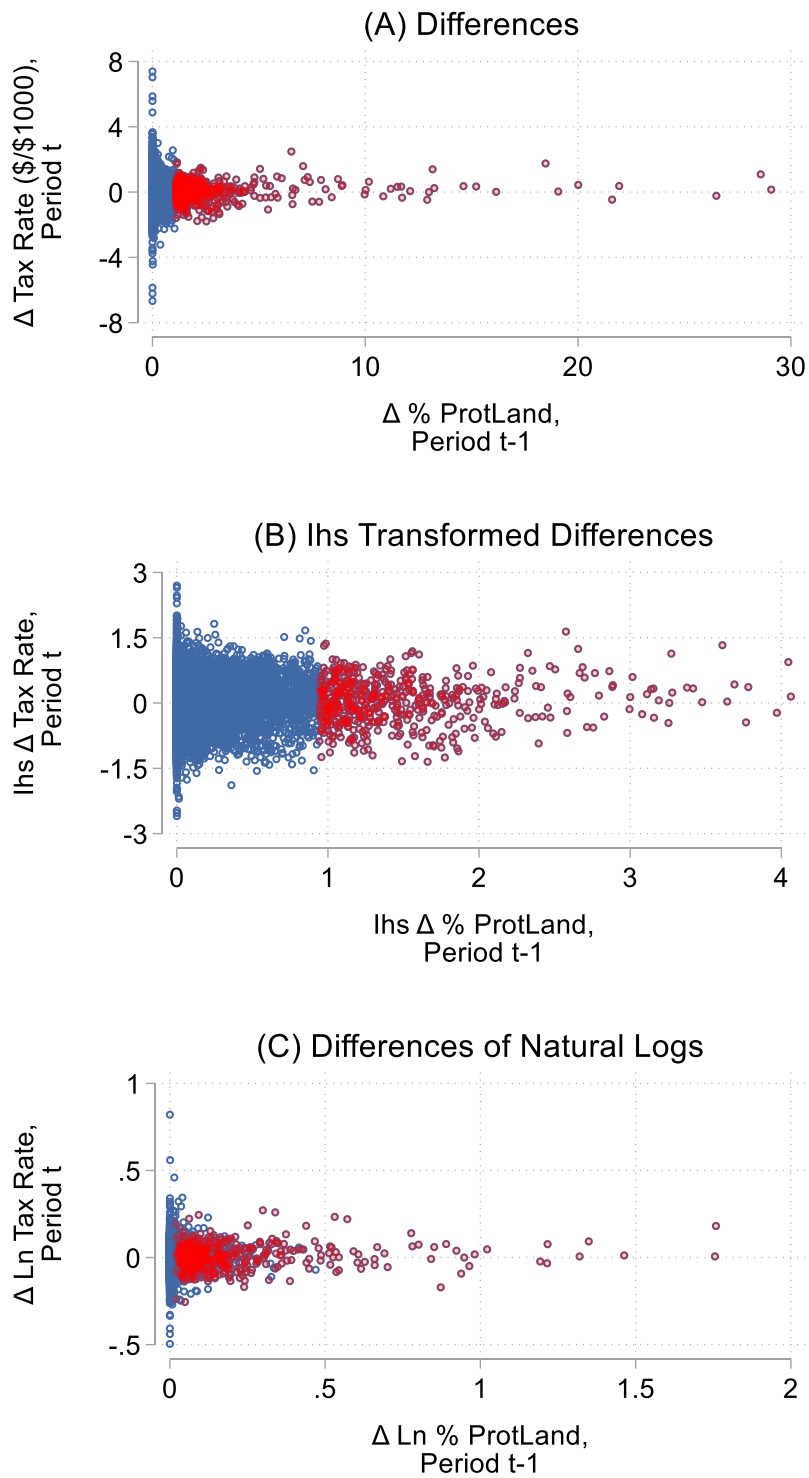 (A) Differences
Δ Tax Rate ($/$1000),
Period t
8
4
0
-4
-8
0 10 20 30
Δ % ProtLand,
Period t-1
(B) Ihs Transformed Differences
Ihs Δ Tax Rate,
Period t
3
1.5
0
-1.5
-3
0 1 2 3 4
Ihs Δ % ProtLand,
Period t-1
(C) Differences of Natural Logs
Δ Ln Tax Rate,
Period t
1
.5
0
-.5
0 .5 1 1.5 2
Δ Ln % ProtLand,
Period t-1